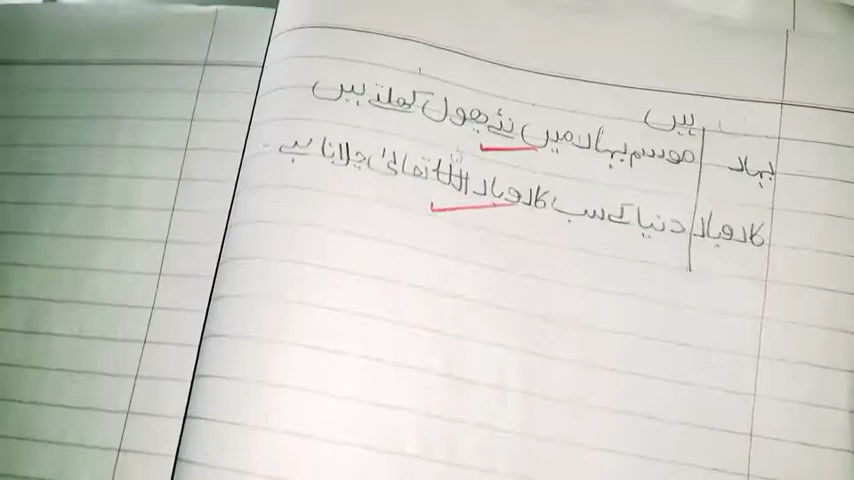 ہیں
بہار موسم بہار میں نئے پھول کھلتے ہیں
کاروبار دنیا کے سب کاروبار اللہ تعالیٰ چلاتا ہے۔